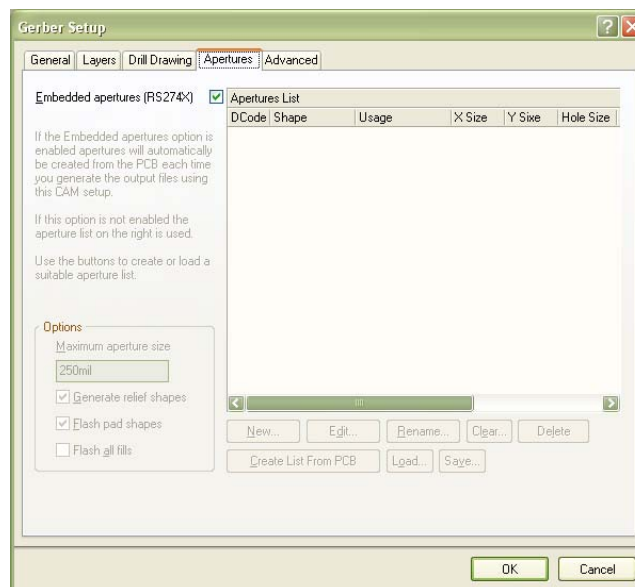 Gerber Setup
General Layers Drill Drawing Apertures Advanced
Embedded apertures (RS274X)
If the Embedded apertures option is
enabled apertures will automatically
be created from the PCB each time
you generate the output files using
this CAM setup.
If this option is not enabled the
aperture list on the right is used.
Use the buttons to create or load a
suitable aperture list.
Options
Maximum aperture size
250mil
Generate relief shapes
Flash pad shapes
Flash all fills
Apertures List
DCode Shape Usage X Size Y Sixe Hole Size
New... Edit... Rename... Clear... Delete
Create List From PCB Load... Save...
OK Cancel